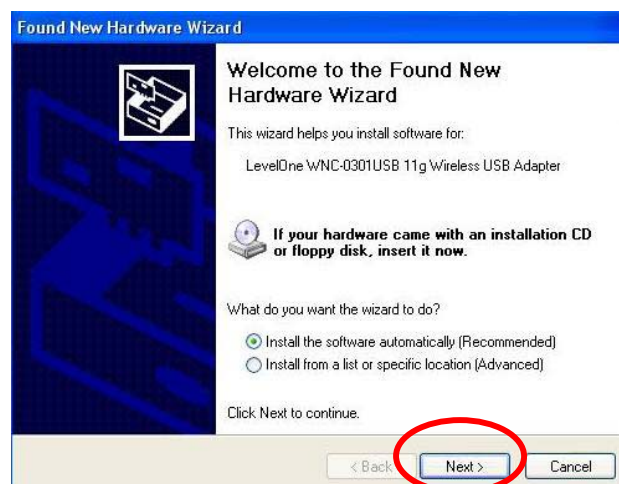 Found New Hardware Wizard
Welcome to the Found New
Hardware Wizard
This wizard helps you install software for:
LevelOne WNC-0301USB 11g Wireless USB Adapter
If your hardware came with an installation CD
or floppy disk, insert it now.
What do you want the wizard to do?
Install the software automatically (Recommended)
Install from a list or specific location (Advanced)
Click Next to continue.
< Back Next > Cancel